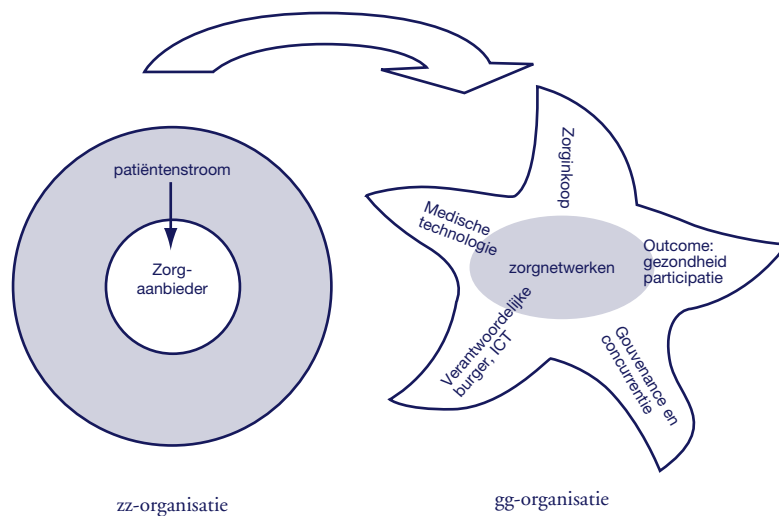 patiëntenstroom
Zorg-
aanbieder
zz-organisatie
Zorginkoop
Medische
technologie
zorgnetwerken
Outcome:
gezondheid
participatie
Verantwoordelijke
burger, ICT
Gouvenance en
concurrentie
gg-organisatie